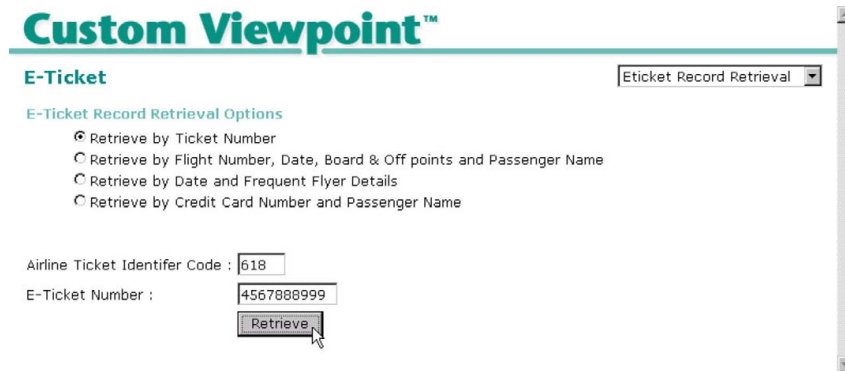 Custom Viewpoint™
E-Ticket
Eticket Record Retrieval
E-Ticket Record Retrieval Options
Retrieve by Ticket Number
Retrieve by Flight Number, Date, Board & Off points and Passenger Name
Retrieve by Date and Frequent Flyer Details
Retrieve by Credit Card Number and Passenger Name
Airline Ticket Identifer Code : 618
E-Ticket Number : 4567888999
Retrieve